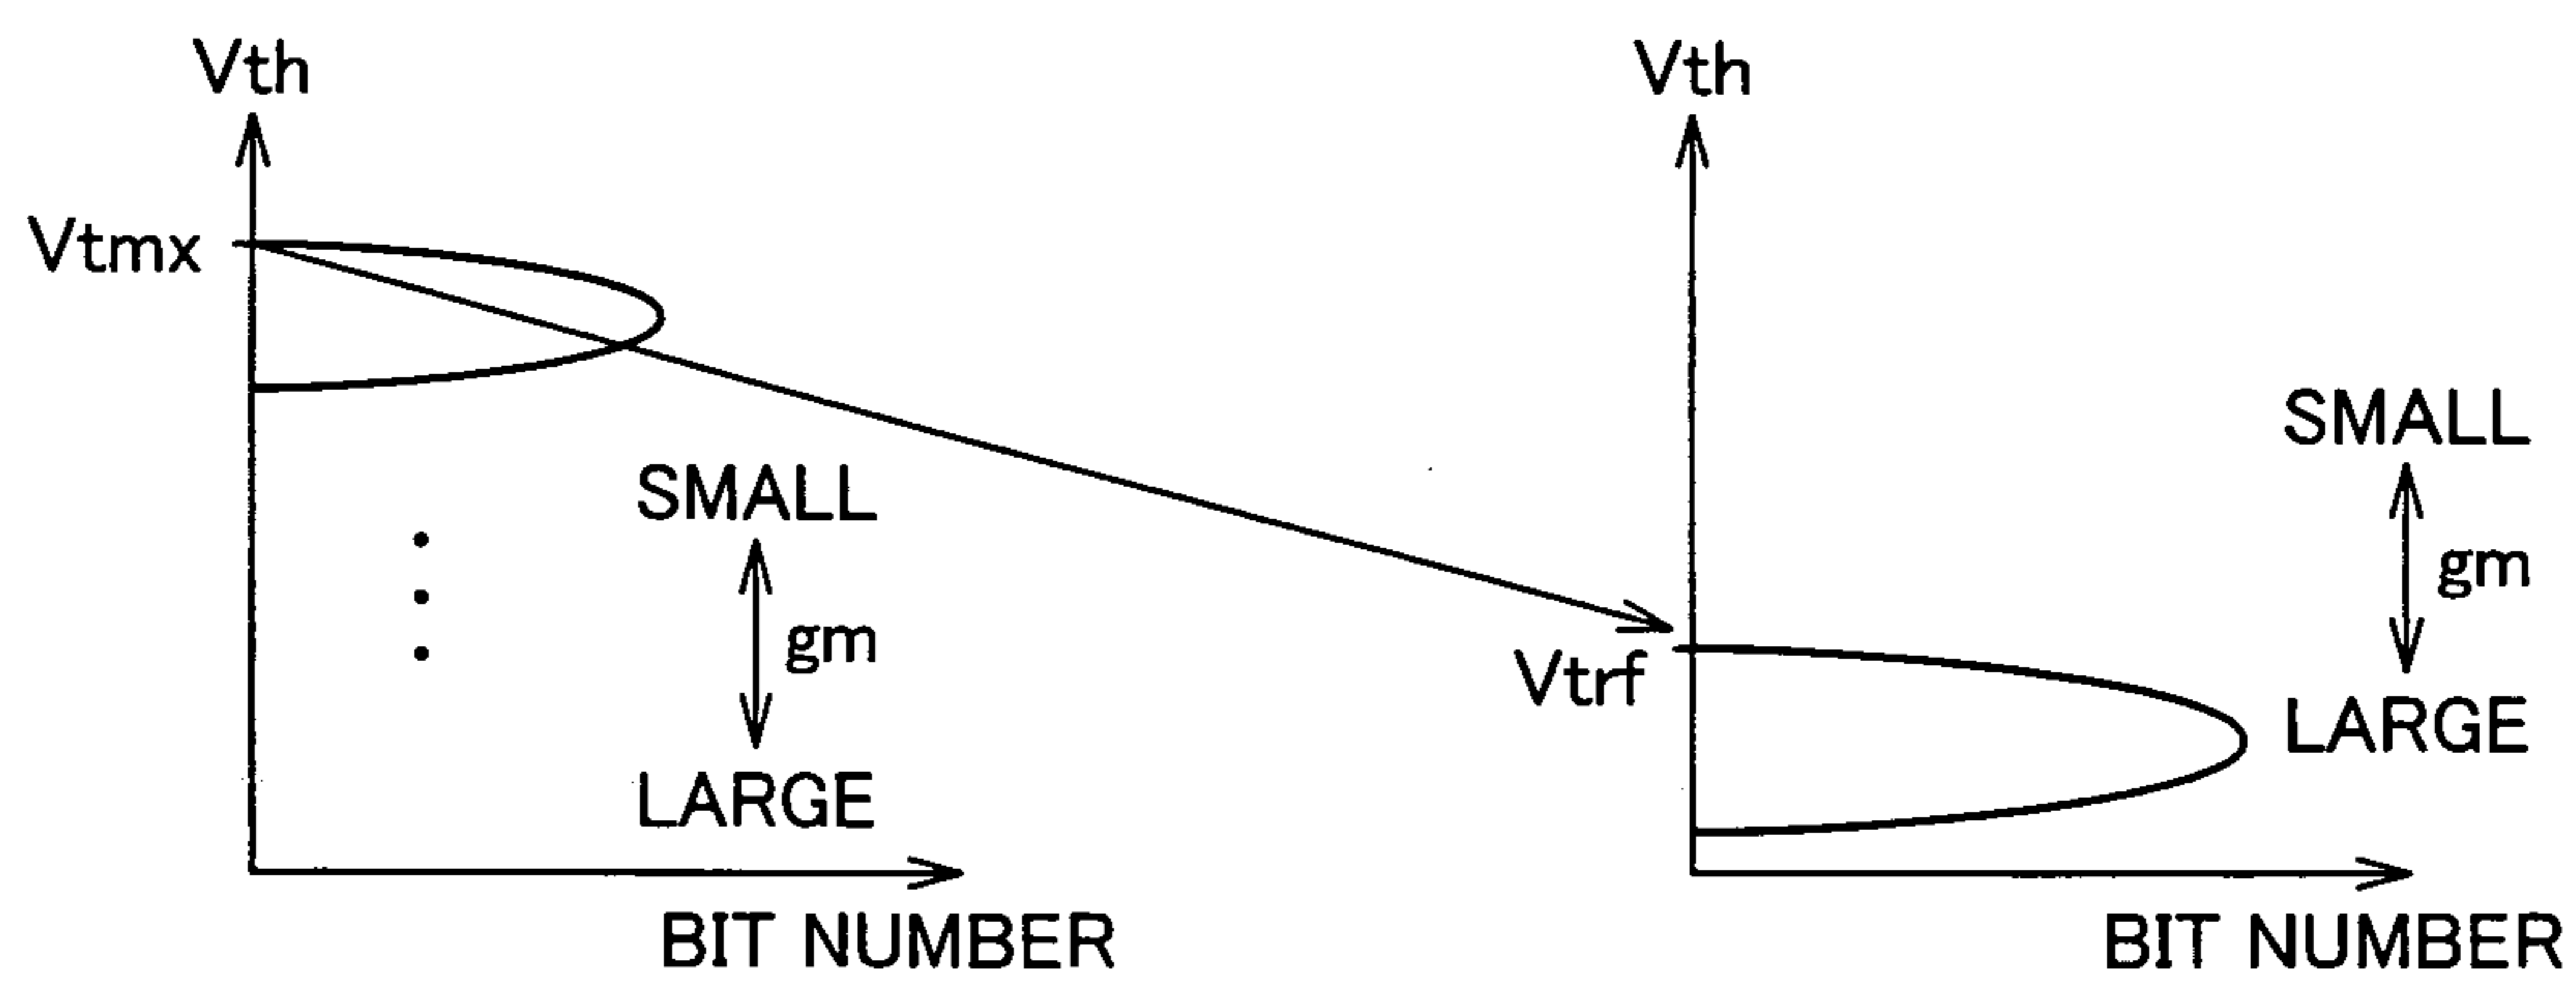 Vth
Vtmx
SMALL
gm
LARGE
BIT NUMBER
Vth
SMALL
gm
Vtrf
LARGE
BIT NUMBER